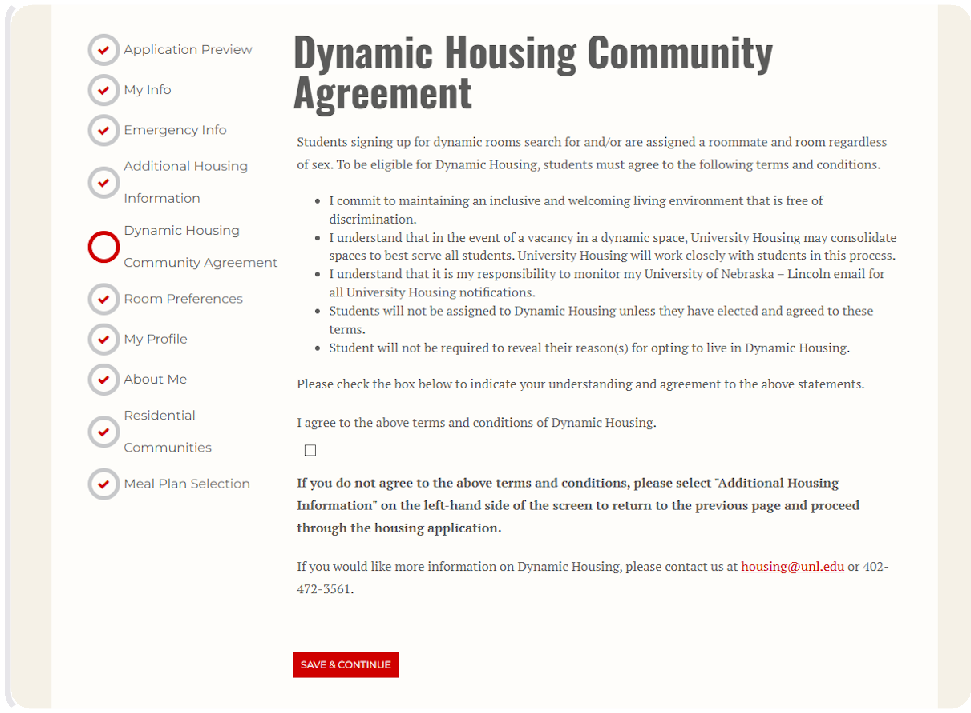 Application Preview
My Info
Emergency Info
Additional Housing
Information
Dynamic Housing
Community Agreement
Room Preferences
My Profile
About Me
Residential
Communities
Meal Plan Selection
Dynamic Housing Community
Agreement
Students signing up for dynamic rooms search for and/or are assigned a roommate and room regardless
of sex. To be eligible for Dynamic Housing, students must agree to the following terms and conditions.
• I commit to maintaining an inclusive and welcoming living environment that is free of
discrimination.
• I understand that in the event of a vacancy in a dynamic space, University Housing may consolidate
spaces to best serve all students. University Housing will work closely with students in this process.
• I understand that it is my responsibility to monitor my University of Nebraska – Lincoln email for
all University Housing notifications.
• Students will not be assigned to Dynamic Housing unless they have elected and agreed to these
terms.
• Student will not be required to reveal their reason(s) for opting to live in Dynamic Housing.
Please check the box below to indicate your understanding and agreement to the above statements.
I agree to the above terms and conditions of Dynamic Housing.
If you do not agree to the above terms and conditions, please select "Additional Housing
Information" on the left-hand side of the screen to return to the previous page and proceed
through the housing application.
If you would like more information on Dynamic Housing, please contact us at housing@unl.edu or 402-
472-3561.
SAVE & CONTINUE